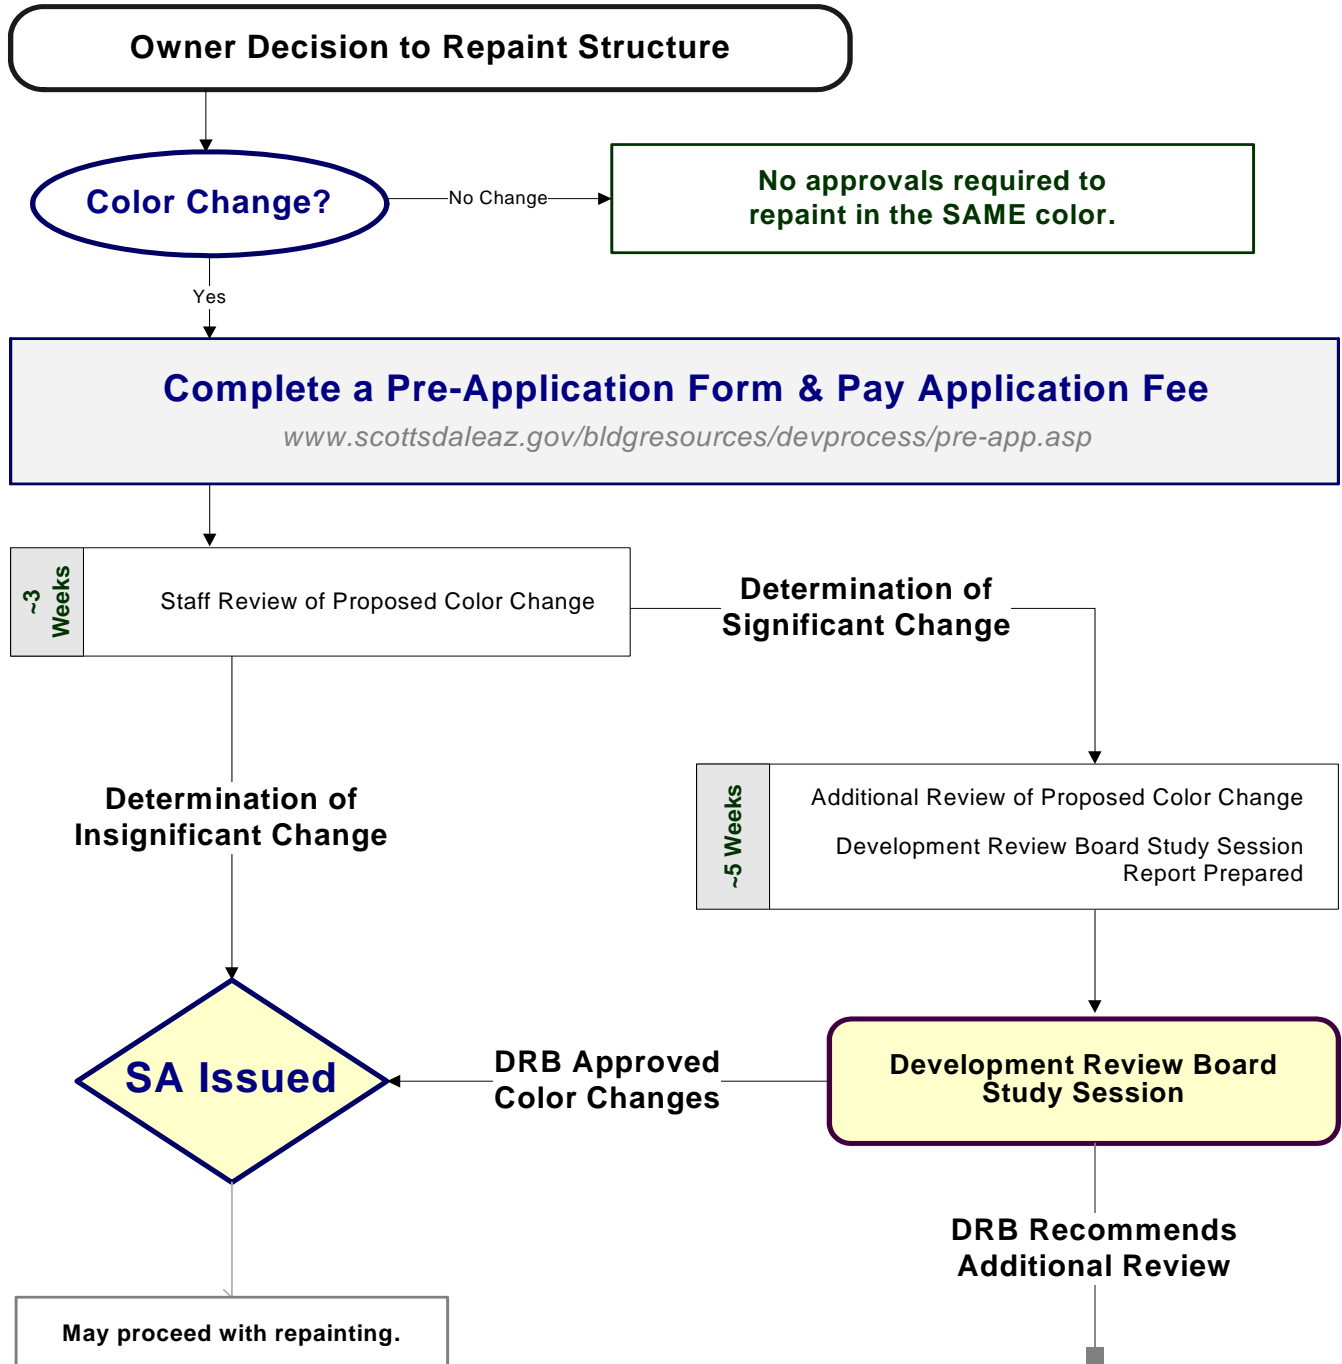 Owner Decision to Repaint Structure
Color Change?
No Change
No approvals required to
repaint in the SAME color.
Yes
Complete a Pre-Application Form & Pay Application Fee
www.scottsdaleaz.gov/bldgresources/devprocess/pre-app.asp
~3
Weeks
Staff Review of Proposed Color Change
Determination of
Significant Change
Determination of
Insignificant Change
~5 Weeks
Additional Review of Proposed Color Change
Development Review Board Study Session
Report Prepared
SA Issued
DRB Approved
Color Changes
Development Review Board
Study Session
DRB Recommends
Additional Review
May proceed with repainting.